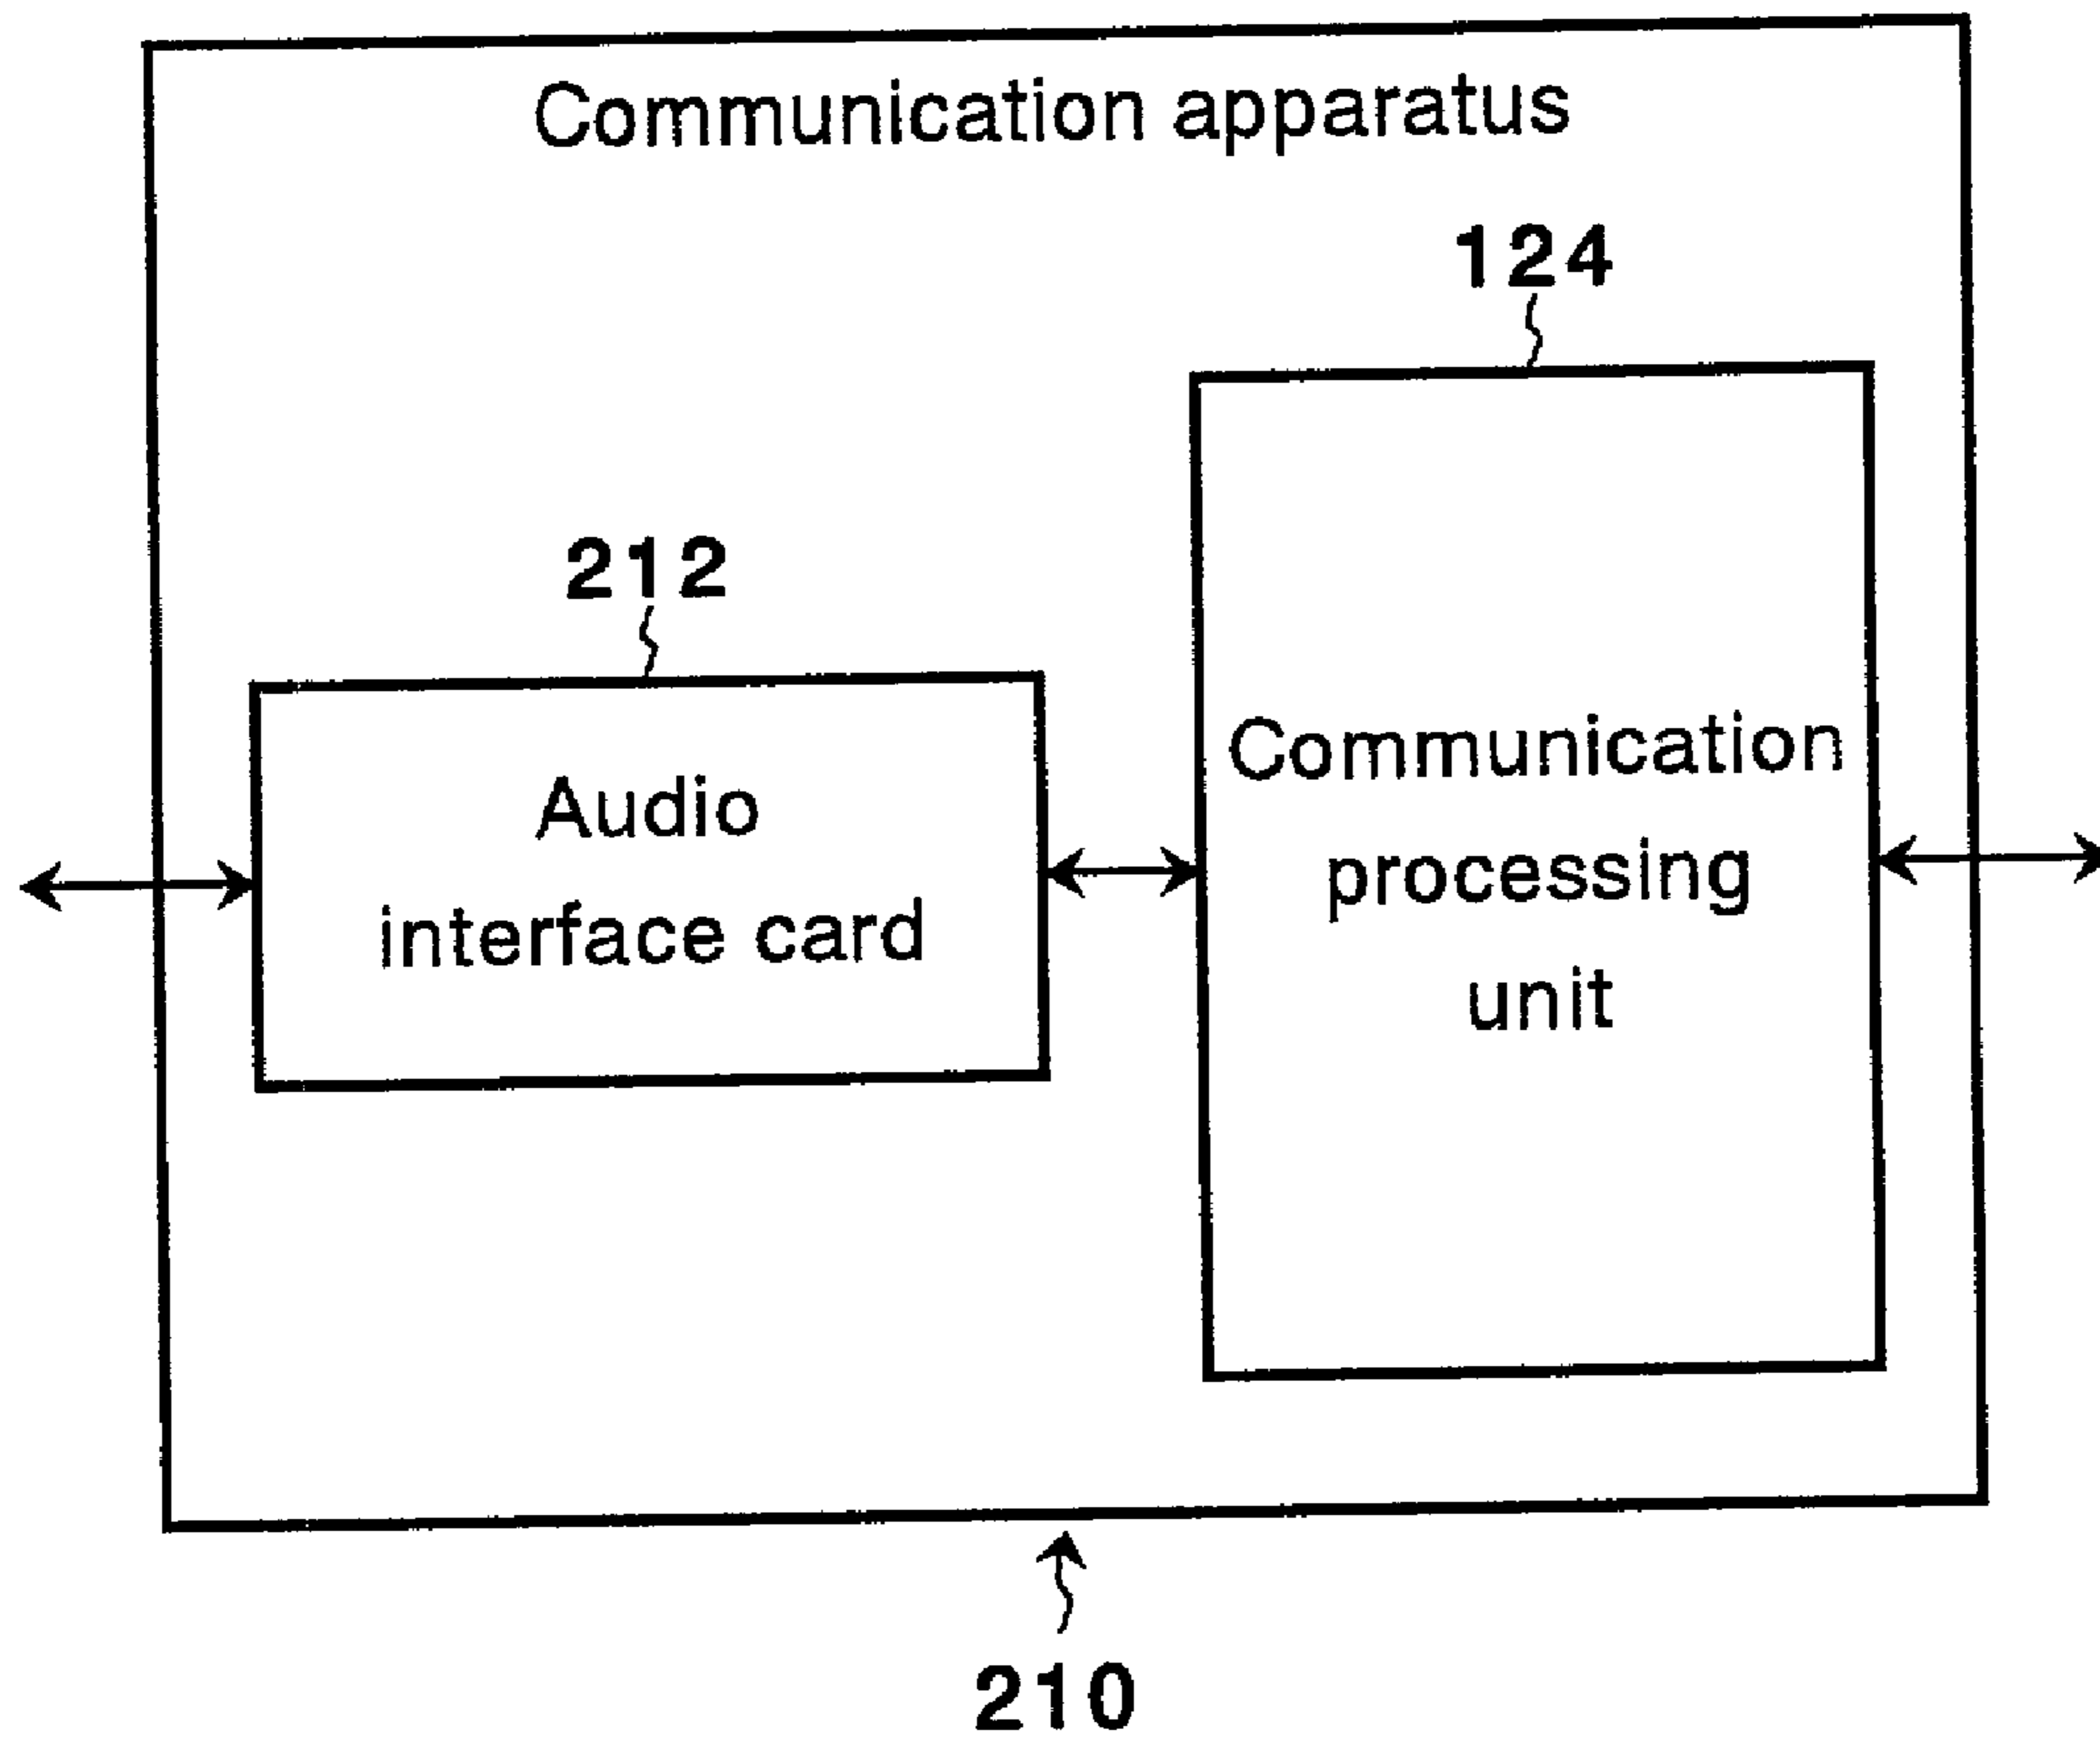 Communication apparatus
124
212
Communication
processing
unit
Audio
interface card
210